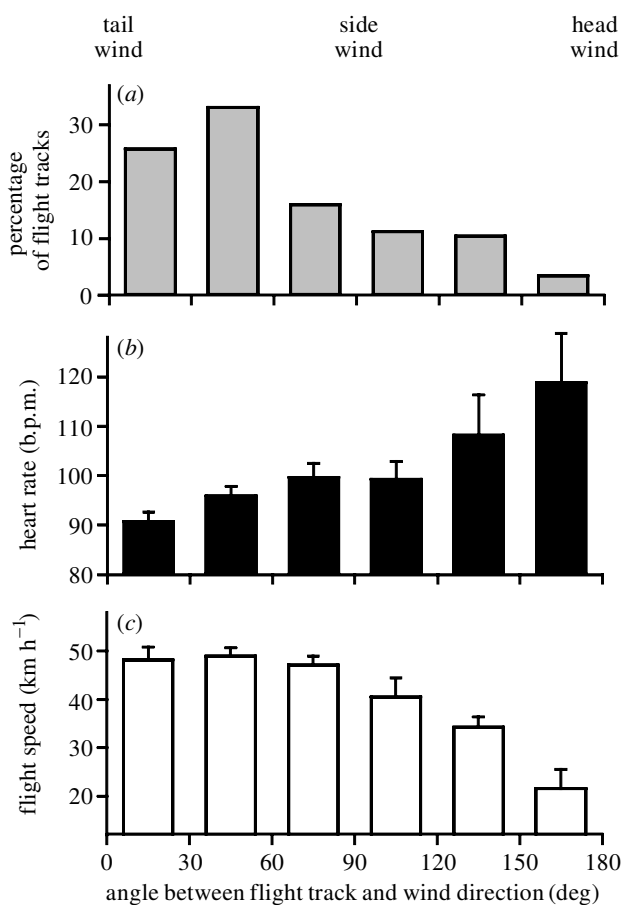 tail wind
side wind
head wind
(a)
percentage
of flight tracks
30
20
10
0
(b)
heart rate (b.p.m.)
120
110
100
90
80
(c)
flight speed (km h−1)
50
40
30
20
0 30 60 90 120 150 180
angle between flight track and wind direction (deg)